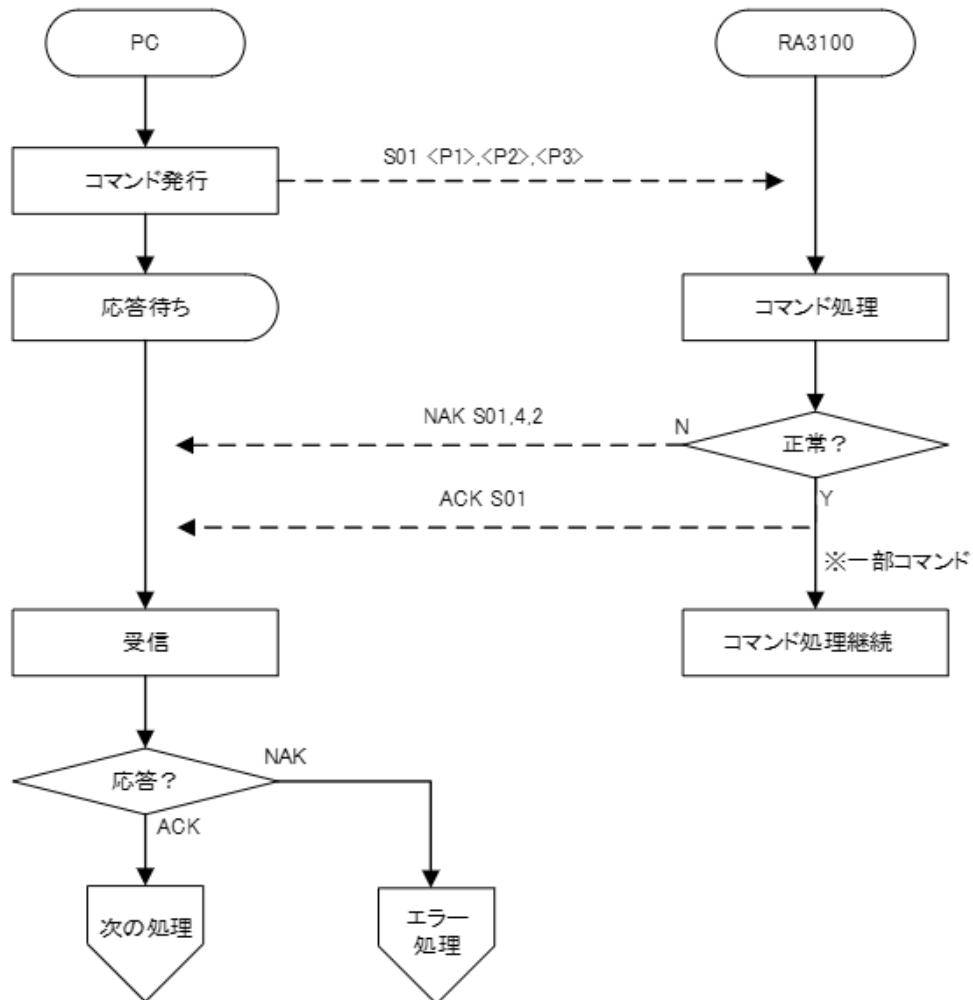 PC
RA3100
S01 <P1>,<P2>,<P3>
コマンド発行
応答待ち
コマンド処理
NAK S01,4,2
N
正常？
ACK S01
Y
※一部コマンド
受信
コマンド処理継続
応答？
NAK
ACK
次の処理
エラー
処理